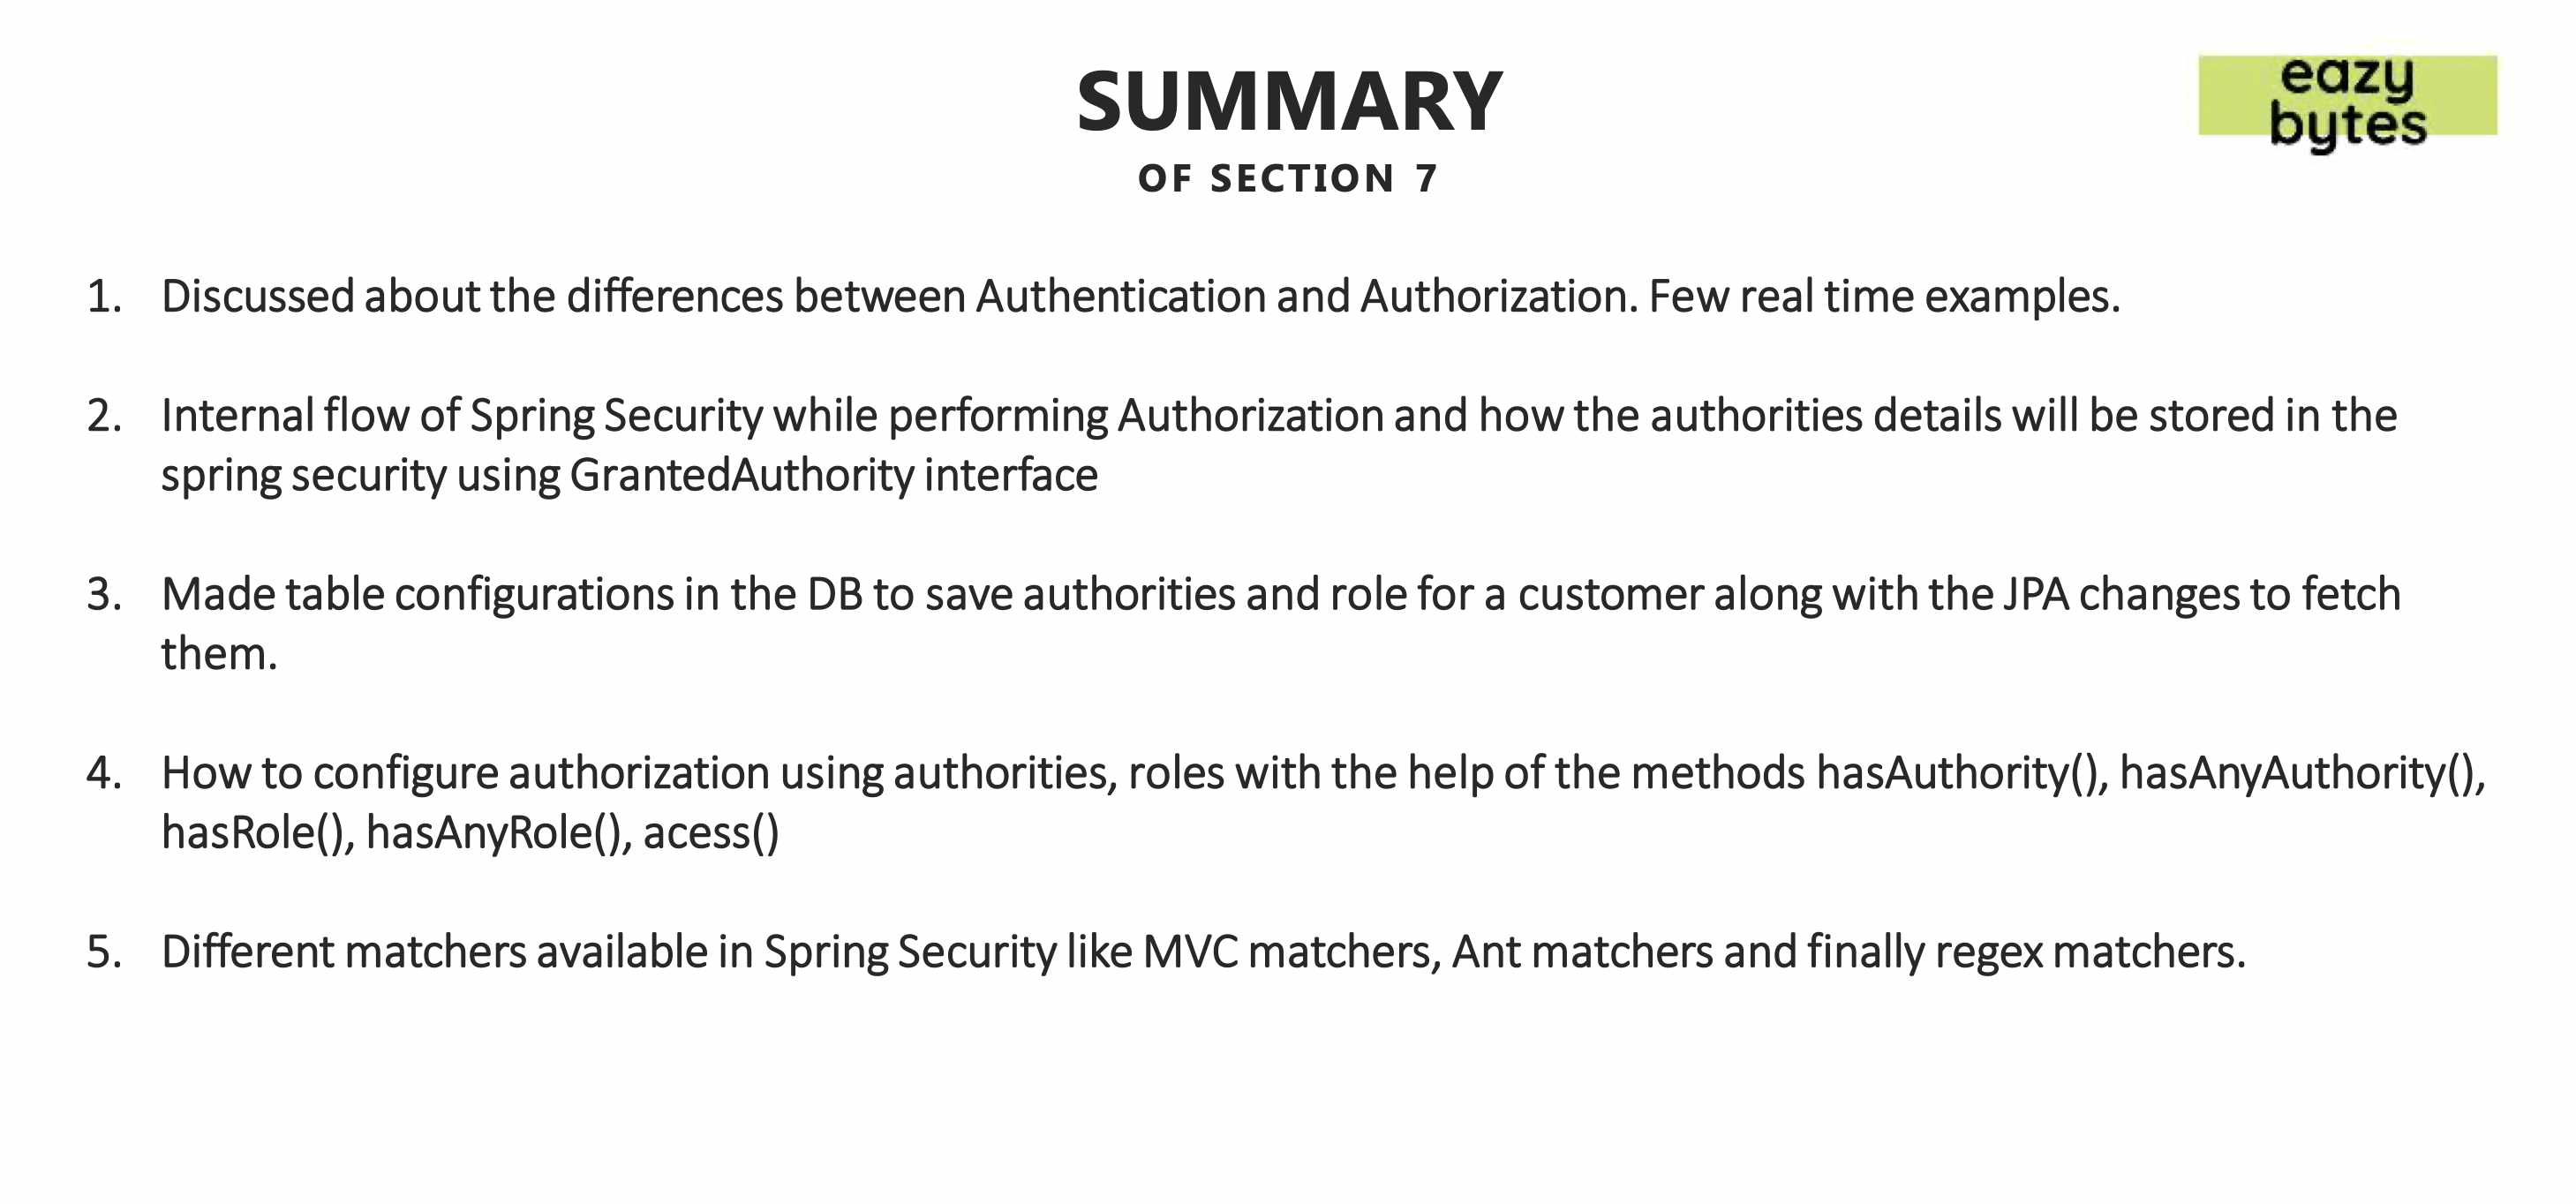 SUMMARY
eazy
bytes
OF SECTION 7
1. Discussed about the differences between Authentication and Authorization. Few real time examples.
2. Internal flow of Spring Security while performing Authorization and how the authorities details will be stored in the
spring security using GrantedAuthority interface
3. Made table configurations in the DB to save authorities and role for a customer along with the JPA changes to fetch
them.
4. How to configure authorization using authorities, roles with the help of the methods hasAuthority(), hasAnyAuthority(),
hasRole(), hasAnyRole(), acess()
5. Different matchers available in Spring Security like MVC matchers, Ant matchers and finally regex matchers.